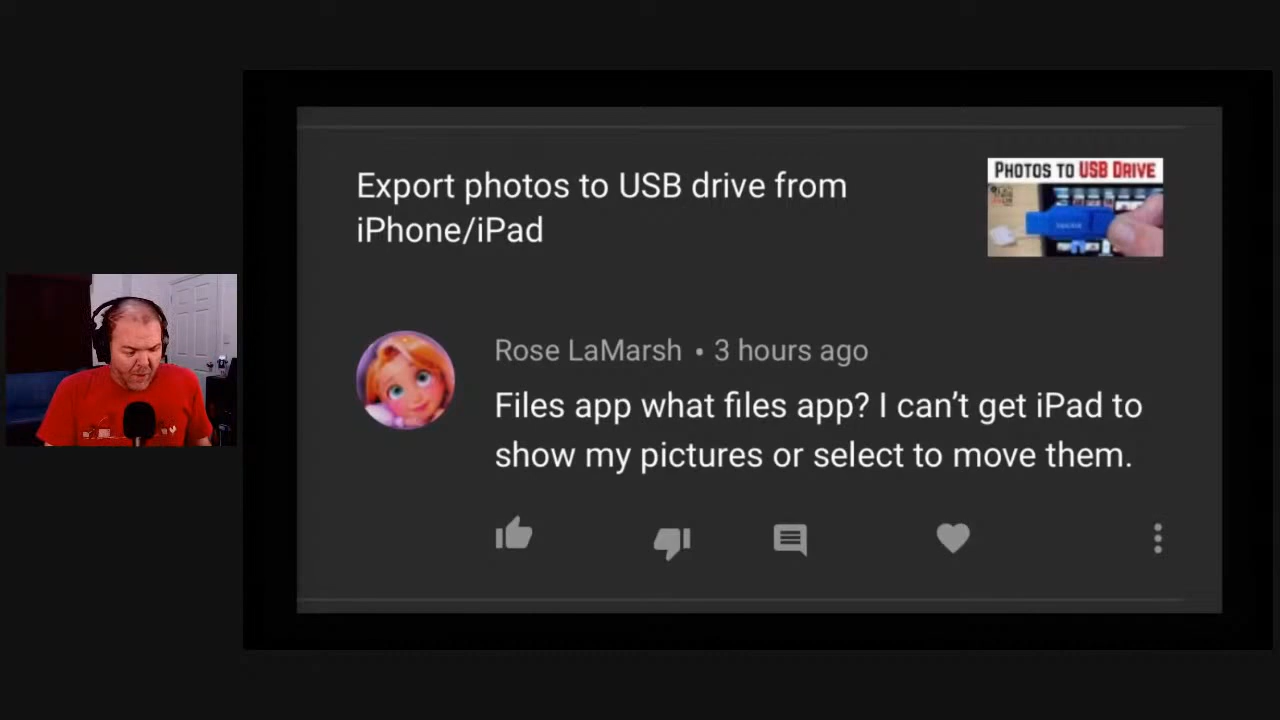 Export photos to USB drive from
iPhone/iPad
PHOTOS TO USB DRIVE
Rose LaMarsh • 3 hours ago
Files app what files app? I can’t get iPad to
show my pictures or select to move them.